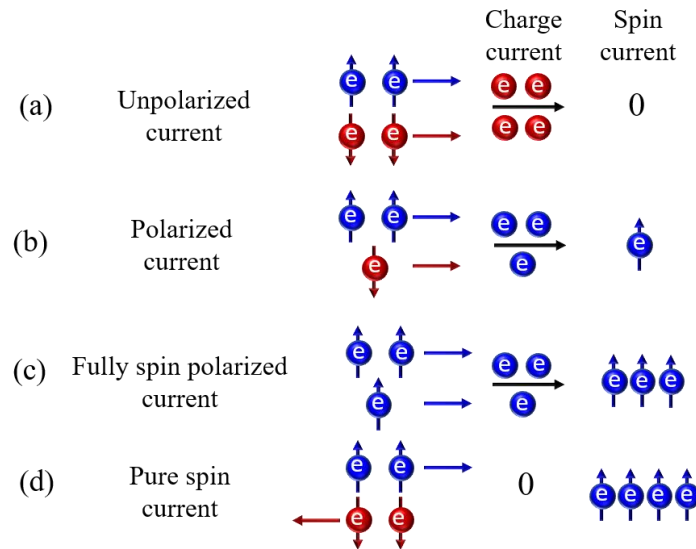 Charge current
Spin current
(a)
Unpolarized current
e e
e e
e e
e e
0
(b)
Polarized current
e e
e
e e
e
e
(c)
Fully spin polarized current
e e
e
e e
e
e e e
(d)
Pure spin current
e e
e e
0
e e e e